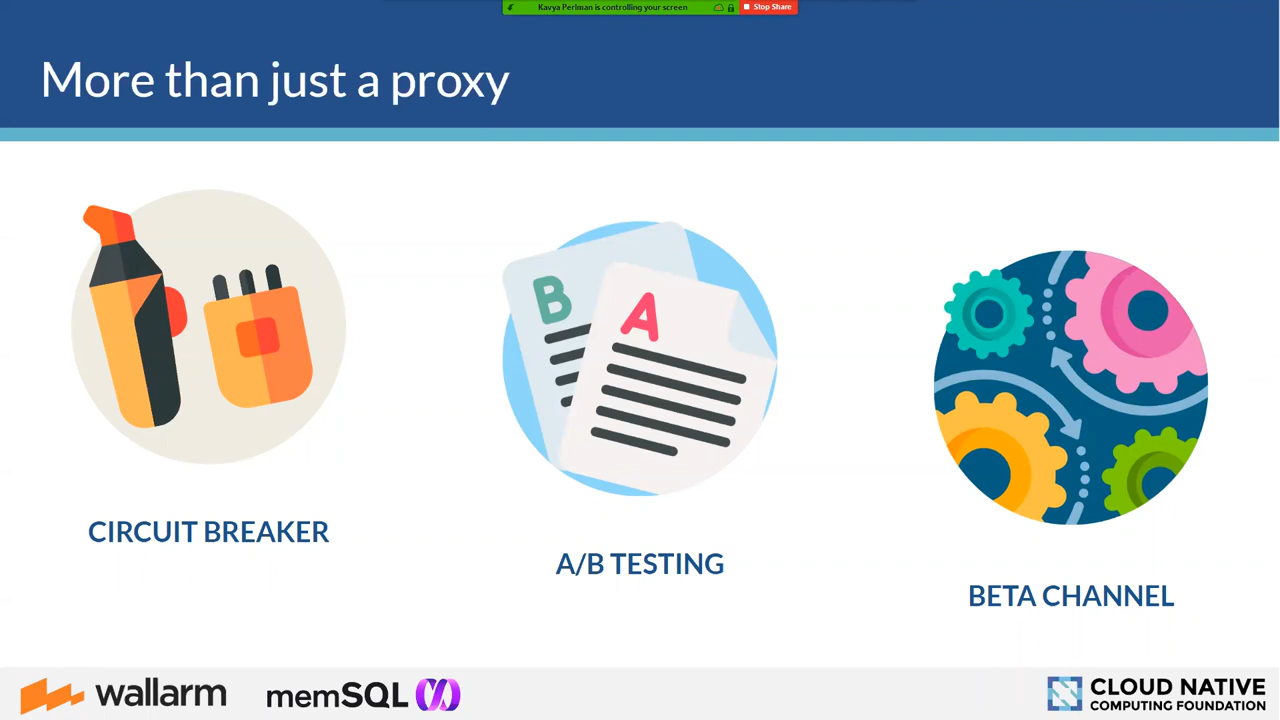 Kavya Perlman is controlling your screen
Stop Share
More than just a proxy
B
A
CIRCUIT BREAKER
A/B TESTING
BETA CHANNEL
wallarm
memSQL
CLOUD NATIVE
COMPUTING FOUNDATION